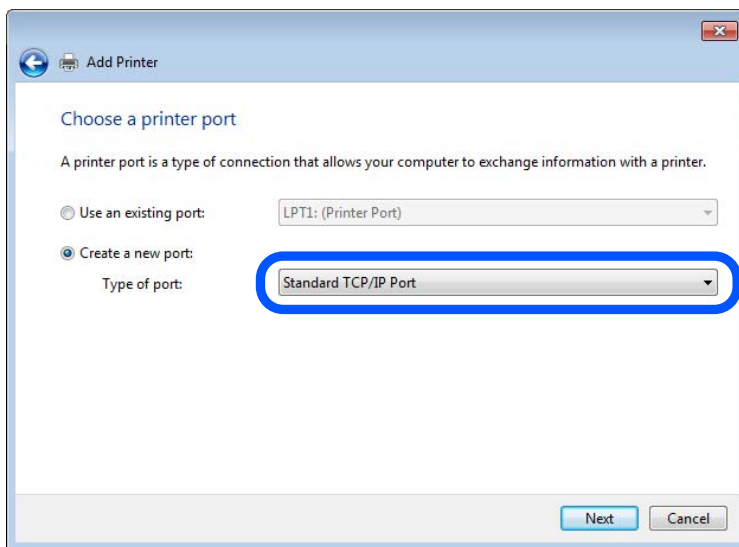 Add Printer
Choose a printer port
A printer port is a type of connection that allows your computer to exchange information with a printer.
Use an existing port: LPT1: (Printer Port)
Create a new port:
Type of port: Standard TCP/IP Port
Next Cancel